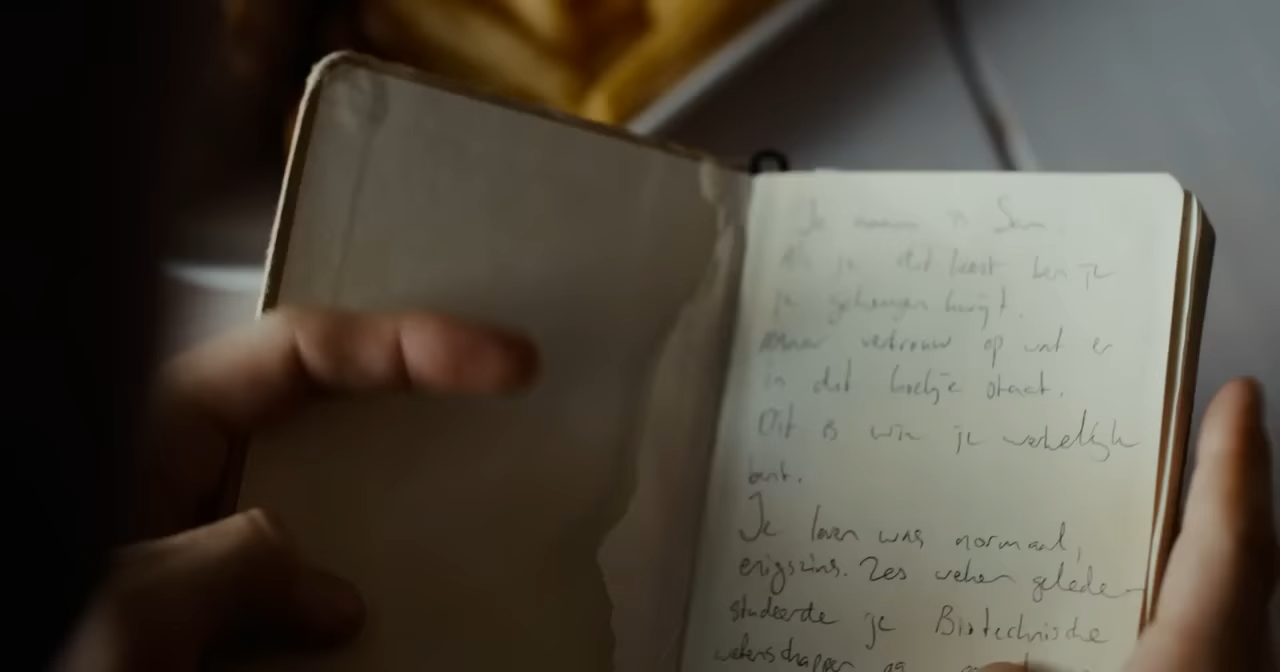 Je naam is Sam
Als je dit leest ben je
je geheugen kwijt.
maar vertrouw op wat er
in dit boekje staat.
Dit is wie je werkelijk
bent.
Je leven was normaal,
enigszins. Zes weken geleden
studeerde je Biotechnische
wetenschappen aa